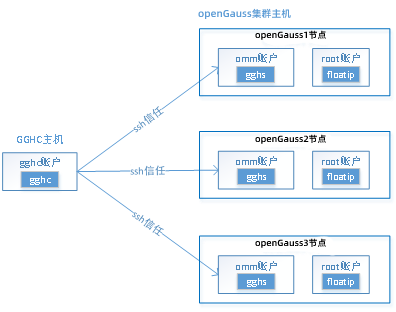 openGauss集群主机
openGauss1节点
omm账户
gghs
root账户
floatip
ssh信任
GGHC主机
gghc账户
gghc
ssh信任
openGauss2节点
omm账户
gghs
root账户
floatip
ssh信任
openGauss3节点
omm账户
gghs
root账户
floatip